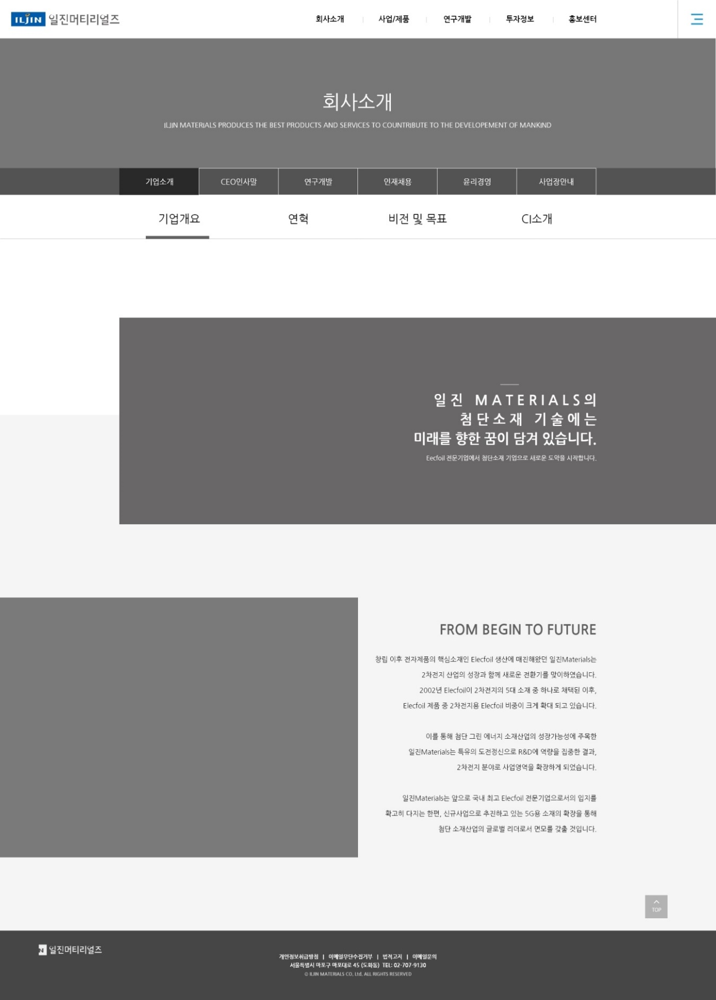 ILJIN 일진머티리얼즈
회사소개 사업/제품 연구개발 투자정보 홍보센터
회사소개
ILJIN MATERIALS PRODUCES THE BEST PRODUCTS AND SERVICES TO COUNTRIBUTE TO THE DEVELOPEMENT OF MANKIND
기업소개 CEO인사말 연구개발 인재채용 윤리경영 사업장안내
기업개요 연혁 비전 및 목표 CI소개
일진 MATERIALS의
첨단소재 기술에는
미래를 향한 꿈이 담겨 있습니다.
Eecfoil 전문기업에서 첨단소재 기업으로 새로운 도약을 시작합니다.
FROM BEGIN TO FUTURE
창립 이후 전자제품의 핵심소재인 Elecfoil 생산에 매진해왔던 일진Materials는
2차전지 산업의 성장과 함께 새로운 전환기를 맞이하였습니다.
2002년 Elecfoil이 2차전지의 5대 소재 중 하나로 채택된 이후,
Elecfoil 제품 중 2차전지용 Elecfoil 비중이 크게 확대 되고 있습니다.
이를 통해 첨단 그린 에너지 소재산업의 성장가능성에 주목한
일진Materials는 특유의 도전정신으로 R&D에 역량을 집중한 결과,
2차전지 분야로 사업영역을 확장하게 되었습니다.
일진Materials는 앞으로 국내 최고 Elecfoil 전문기업으로서의 입지를
확고히 다지는 한편, 신규사업으로 추진하고 있는 5G용 소재의 확장을 통해
첨단 소재산업의 글로벌 리더로서 면모를 갖출 것입니다.
TOP
일진머티리얼즈
개인정보취급방침 | 이메일무단수집거부 | 법적고지 | 이메일문의
서울특별시 마포구 마포대로 45 (도화동) TEL: 02-707-9130
© ILJIN MATERIALS CO, Ltd. ALL RIGHTS RESERVED